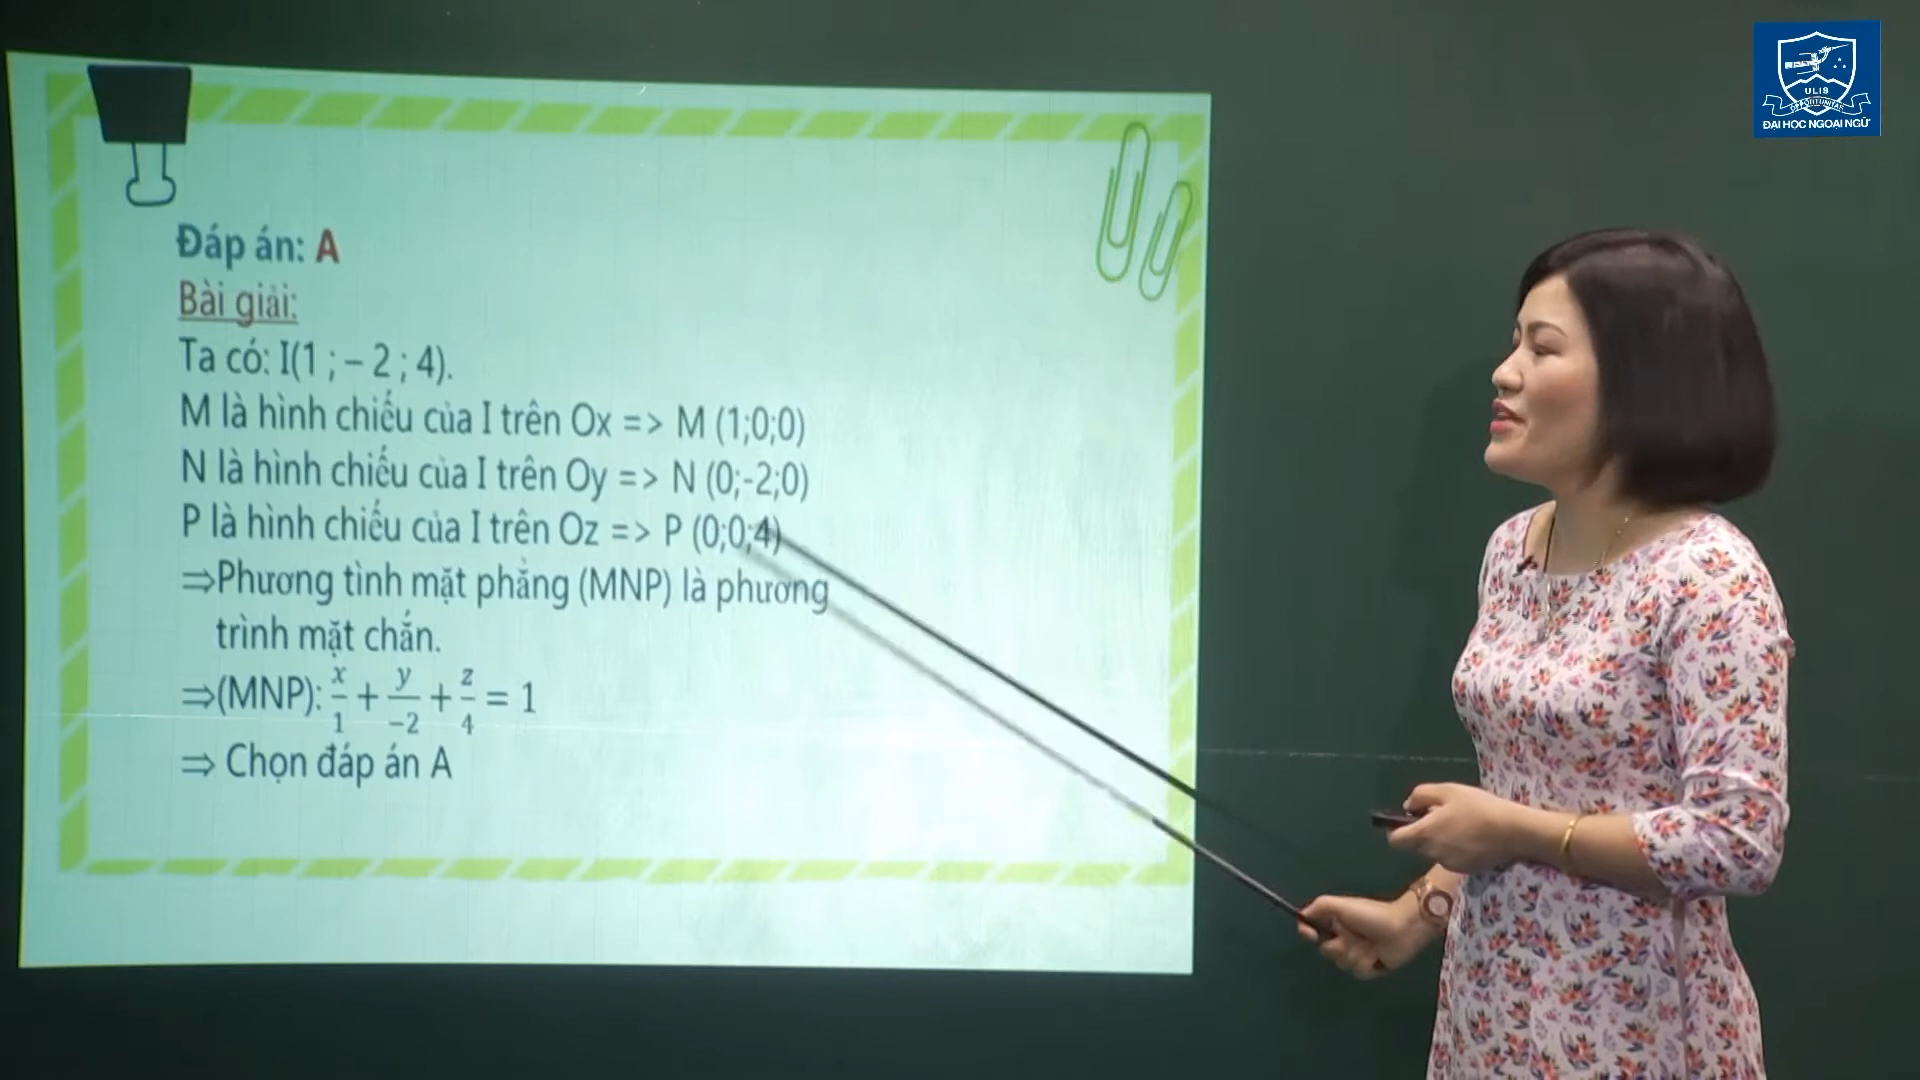 Đáp án: A
Bài giải:
Ta có: I(1 ; – 2 ; 4).
M là hình chiếu của I trên Ox => M (1;0;0)
N là hình chiếu của I trên Oy => N (0;-2;0)
P là hình chiếu của I trên Oz => P (0;0;4)
⇒Phương tình mặt phẳng (MNP) là phương
trình mặt chắn.
⇒(MNP): x/1 + y/−2 + z/4 = 1
⇒ Chọn đáp án A
ULIS
OPPORTUNITAS
ĐẠI HỌC NGOẠI NGỮ